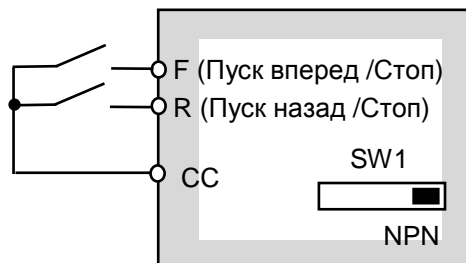 F (Пуск вперед /Стоп)
R (Пуск назад /Стоп)
SW1
CC
NPN